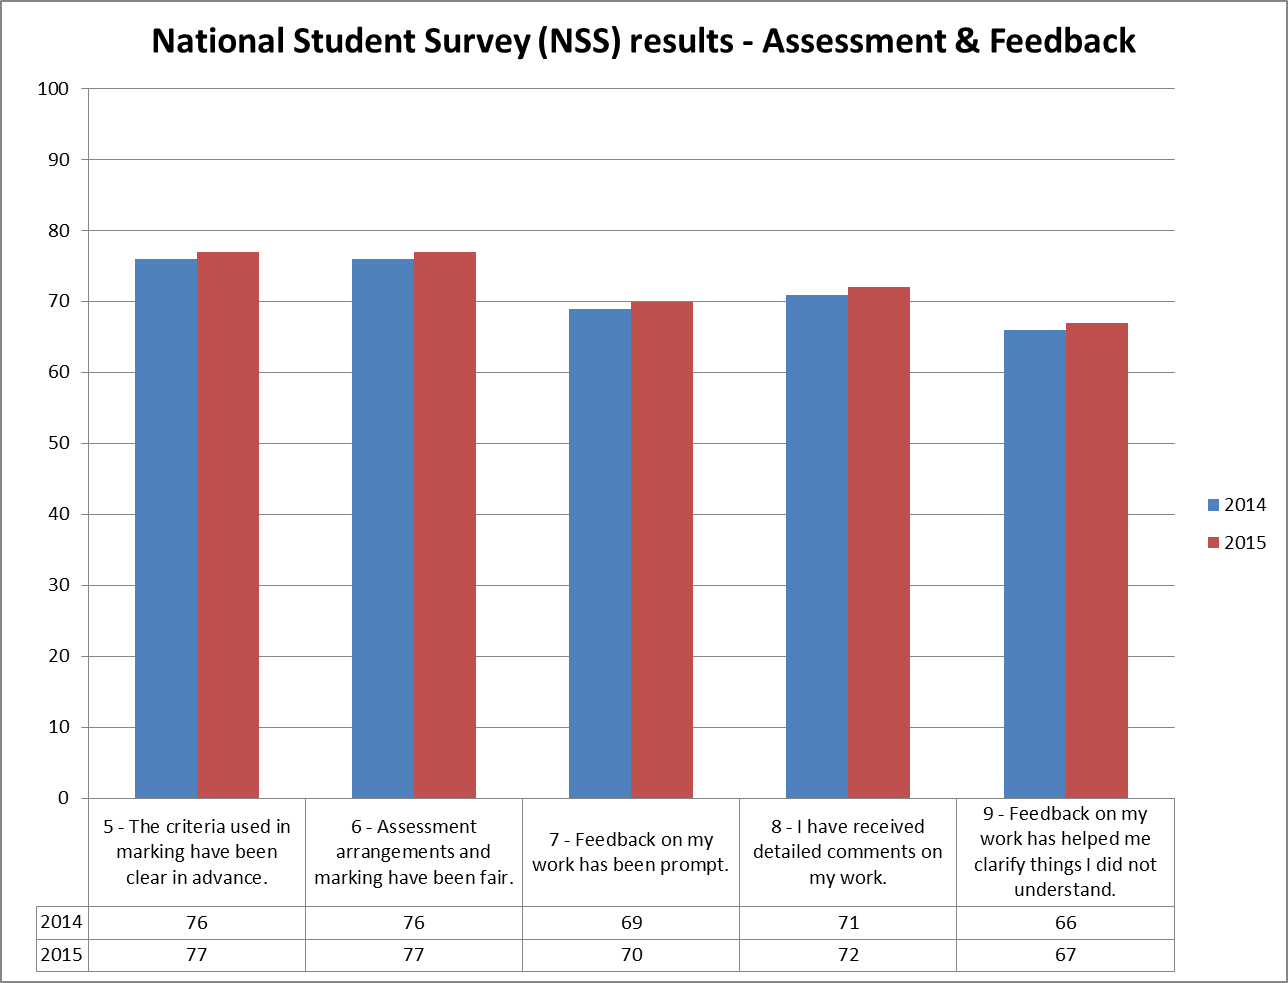 National Student Survey (NSS) results - Assessment & Feedback
100
90
80
70
60
50
40
30
20
10
0
2014
2015
5 - The criteria used in
marking have been
clear in advance.
6 - Assessment
arrangements and
marking have been fair.
7 - Feedback on my
work has been prompt.
8 - I have received
detailed comments on
my work.
9 - Feedback on my
work has helped me
clarify things I did not
understand.
2014 76 76 69 71 66
2015 77 77 70 72 67